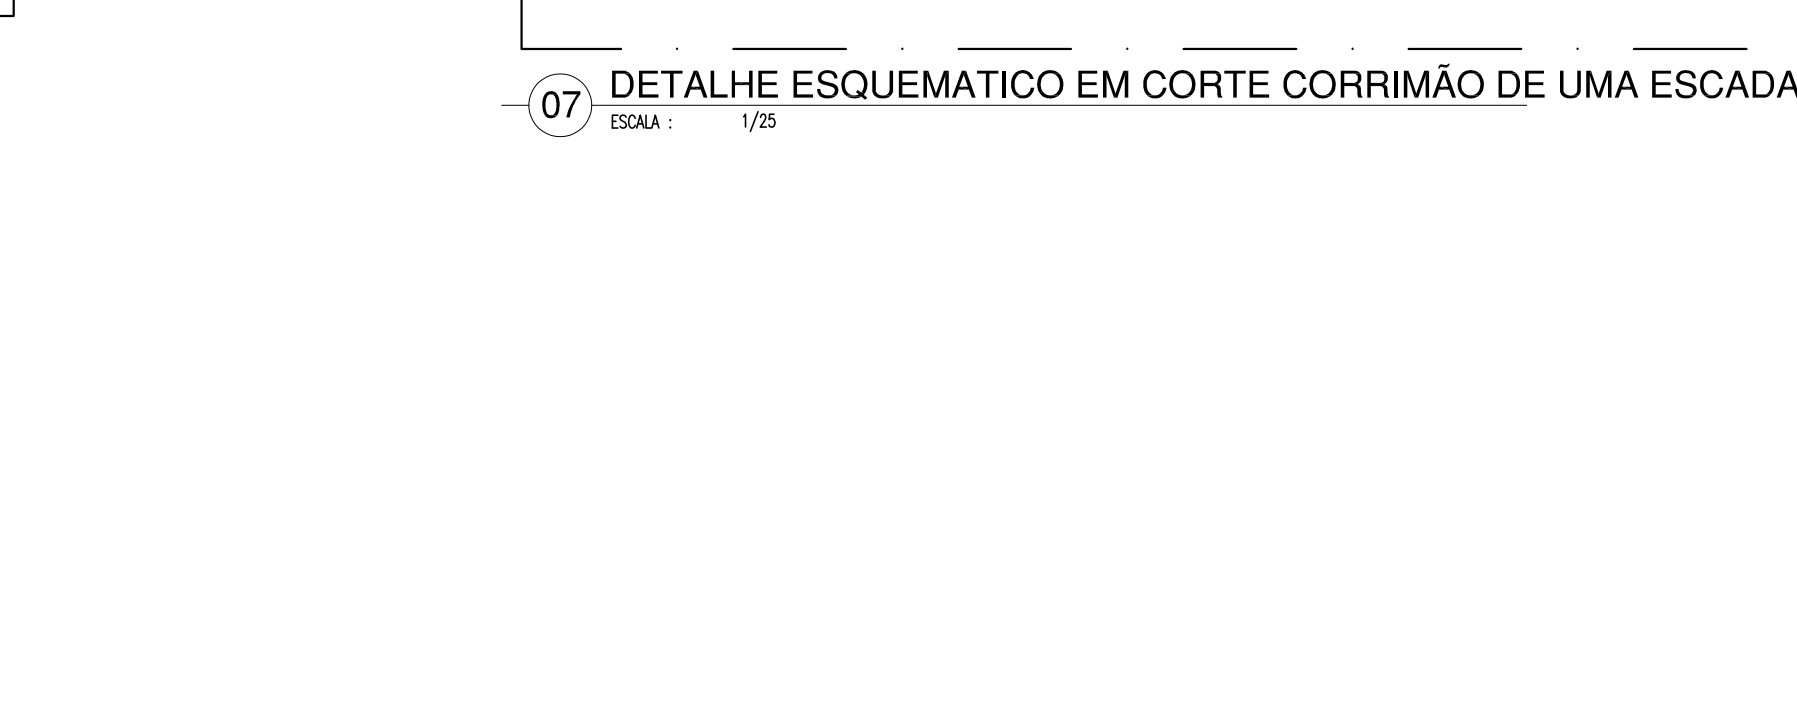 07 DETALHE ESQUEMATICO EM CORTE CORRIMÃO DE UMA ESCADA
ESCALA : 1/25